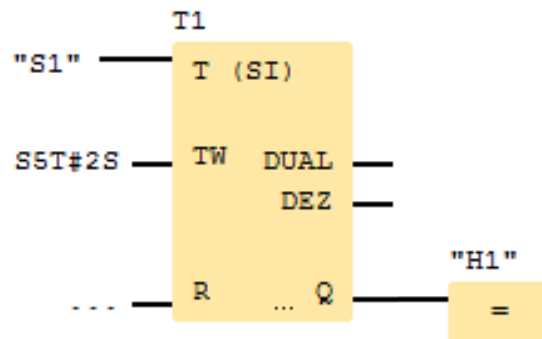 T1
"S1" T (SI)
S5T#2S TW DUAL
DEZ
"H1"
... R ... Q
=